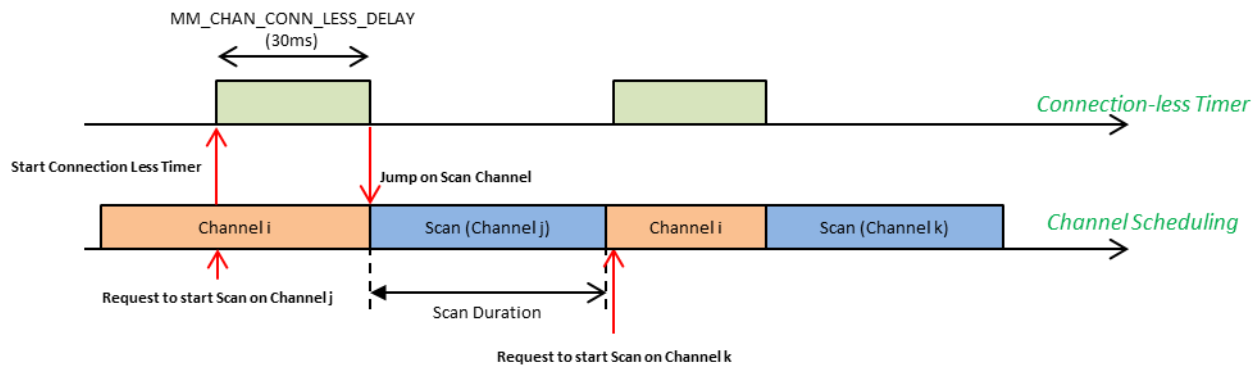 MM_CHAN_CONN_LESS_DELAY
(30ms)
Connection-less Timer
Start Connection Less Timer
Jump on Scan Channel
Channel i
Scan (Channel j)
Channel i
Scan (Channel k)
Channel Scheduling
Request to start Scan on Channel j
Scan Duration
Request to start Scan on Channel k